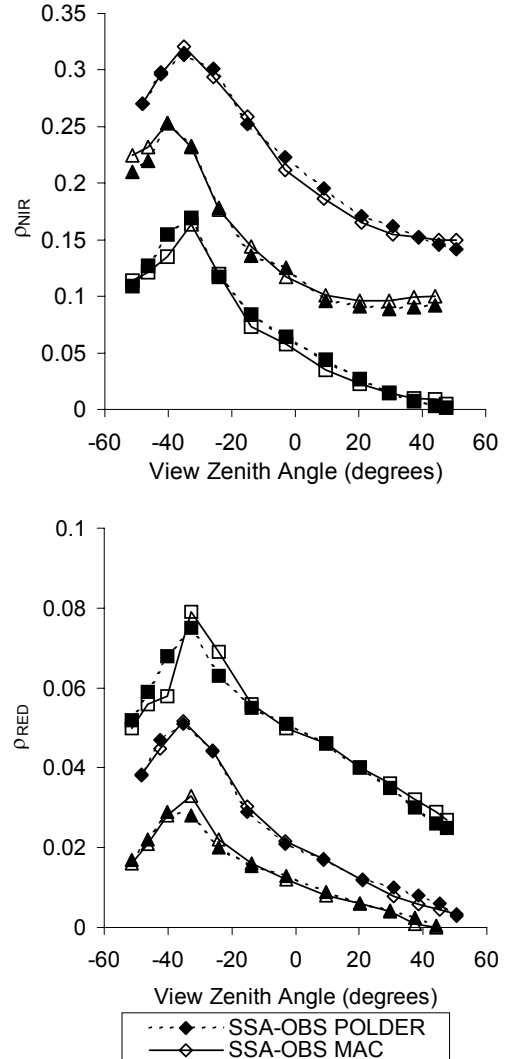 0.35
0.3
0.25
0.2
0.15
0.1
0.05
0
ρNIR
-60 -40 -20 0 20 40 60
View Zenith Angle (degrees)
0.1
0.08
0.06
0.04
0.02
0
ρRED
-60 -40 -20 0 20 40 60
View Zenith Angle (degrees)
SSA-OBS POLDER
SSA-OBS MAC